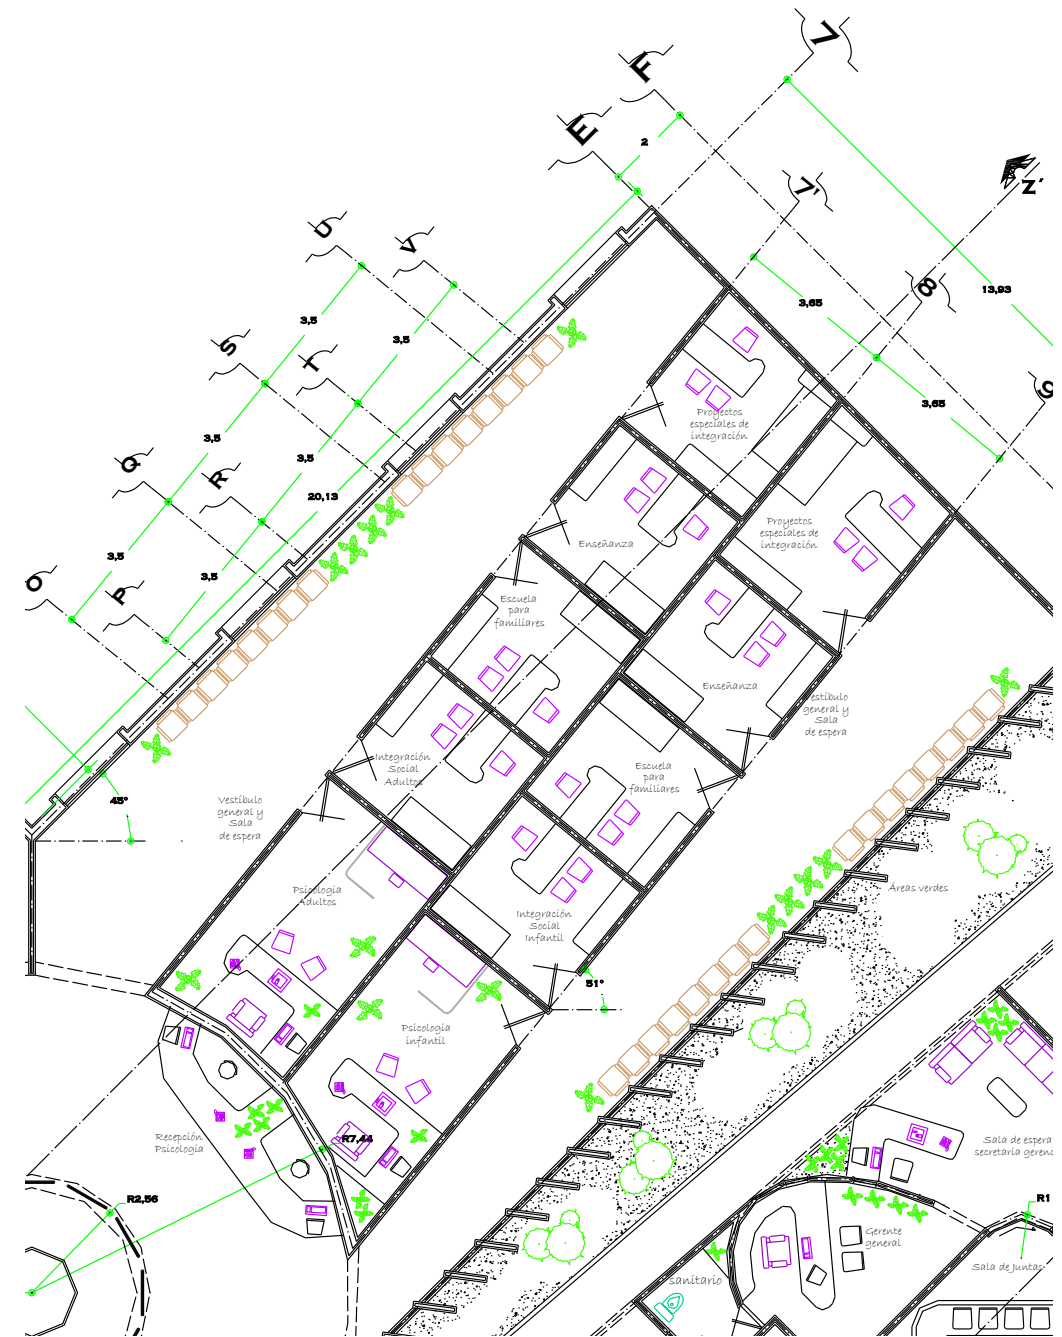 7
F
E
2
7'
Z´
U
V
8
3,65
13,93
3,5
3,5
S
T
9
3,65
Proyectos
especiales de
integración
3,5
3,5
Q
R
20,13
Proyectos
especiales de
integración
Enseñanza
3,5
3,5
O
P
Escuela
para
familiares
Enseñanza
Vestíbulo
general y
Sala
de espera
Integración
Social
Adultos
Escuela
para
familiares
45°
Vestíbulo
general y
Sala
de espera
Psicología
Adultos
Áreas verdes
Integración
Social
Infantil
51°
Psicología
infantil
R7,44
Recepción
Psicología
Sala de espera
R2,56
R1
Gerente
general
Sala de Juntas
sanitario